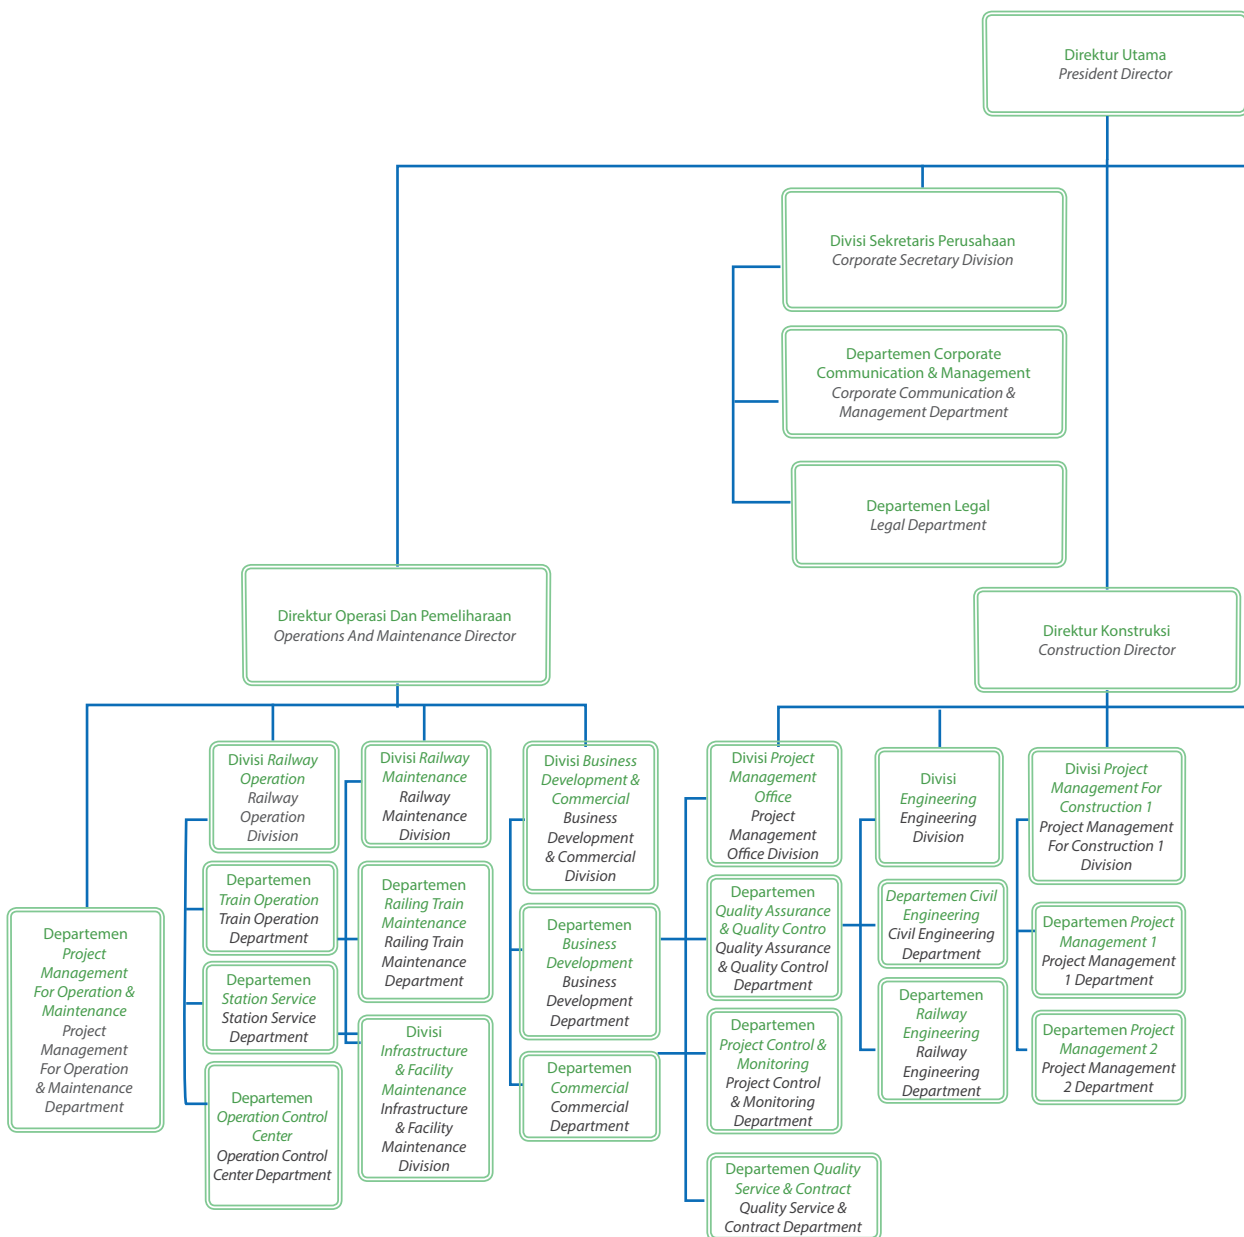 Direktur Utama
President Director
Divisi Sekretaris Perusahaan
Corporate Secretary Division
Departemen Corporate
Communication & Management
Corporate Communication &
Management Department
Departemen Legal
Legal Department
Direktur Operasi Dan Pemeliharaan
Operations And Maintenance Director
Direktur Konstruksi
Construction Director
Departemen
Project
Management
For Operation &
Maintenance
Project
Management
For Operation
& Maintenance
Department
Divisi Railway
Operation
Railway
Operation
Division
Departemen
Train Operation
Train Operation
Department
Departemen
Station Service
Station Service
Department
Departemen
Operation Control
Center
Operation Control
Center Department
Divisi Railway
Maintenance
Railway
Maintenance
Division
Departemen
Railing Train
Maintenance
Railing Train
Maintenance
Department
Divisi
Infrastructure
& Facility
Maintenance
Infrastructure
& Facility
Maintenance
Division
Divisi Business
Development &
Commercial
Business
Development
& Commercial
Division
Departemen
Business
Development
Business
Development
Department
Departemen
Commercial
Commercial
Department
Divisi Project
Management
Office
Project
Management
Office Division
Departemen
Quality Assurance
& Quality Contro
Quality Assurance
& Quality Control
Department
Departemen
Project Control &
Monitoring
Project Control
& Monitoring
Department
Departemen Quality
Service & Contract
Quality Service &
Contract Department
Divisi
Engineering
Engineering
Division
Departemen Civil
Engineering
Civil Engineering
Department
Departemen
Railway
Engineering
Railway
Engineering
Department
Divisi Project
Management For
Construction 1
Project Management
For Construction 1
Division
Departemen Project
Management 1
Project Management
1 Department
Departemen Project
Management 2
Project Management
2 Department